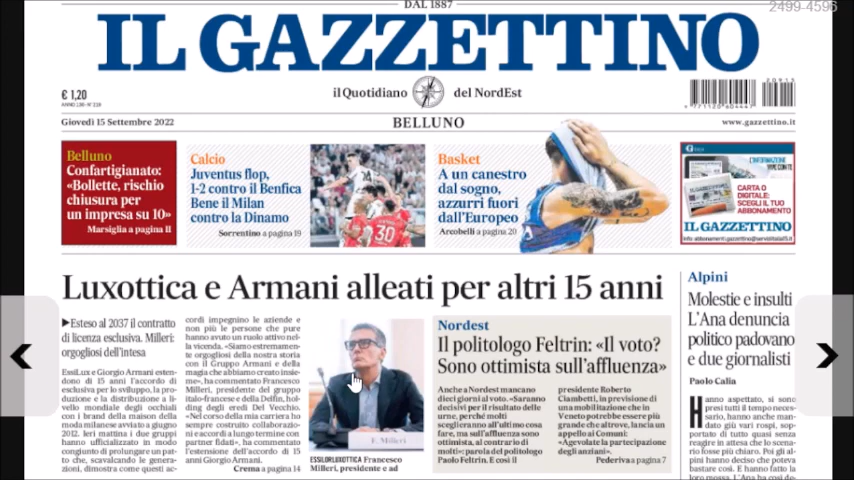 DAL 1887
2499-4596
IL GAZZETTINO
€ 1,20
il Quotidiano del NordEst
Giovedì 15 Settembre 2022
BELLUNO
www.gazzettino.it
Belluno
Confartigianato:
«Bollette, rischio
chiusura per
un impresa su 10»
Marsiglia a pagina II
Calcio
Juventus flop,
1-2 contro il Benfica
Bene il Milan
contro la Dinamo
Sorrentino a pagina 19
30
Basket
A un canestro
dal sogno,
azzurri fuori
dall'Europeo
Arcobelli a pagina 20
CARTA O
DIGITALE:
SCEGLI IL TUO
ABBONAMENTO
IL GAZZETTINO
Luxottica e Armani alleati per altri 15 anni
▶Esteso al 2037 il contratto
di licenza esclusiva. Milleri:
orgogliosi dell'intesa
EssiLux e Giorgio Armani esten-
dono di 15 anni l'accordo di
esclusiva per lo sviluppo, la pro-
duzione e la distribuzione a li-
vello mondiale degli occhiali
con i brand della maison della
moda milanese avviato a giugno
2012. Ieri mattina i due gruppi
hanno ufficializzato in modo
congiunto di prolungare un pat-
to che, scavalcando le genera-
zioni, dimostra come questi ac-
cordi impegnino le aziende e
non più le persone che pure
hanno avuto un ruolo attivo nel-
la vicenda. «Siamo estremamen-
te orgogliosi della nostra storia
con il Gruppo Armani e della
magia che abbiamo creato insie-
me», ha commentato Francesco
Milleri, presidente del gruppo
italo-francese e della Delfin, hol-
ding degli eredi Del Vecchio.
«Nel corso della mia carriera ho
sempre costruito collaborazio-
ni e accordi a lungo termine con
partner fidati», ha commentato
l'estensione dell'accordo di 15
anni Giorgio Armani.
Crema a pagina 14
F. Milleri
ESSILORLUXOTTICA Francesco
Milleri, presidente e ad
Nordest
Il politologo Feltrin: «Il voto?
Sono ottimista sull'affluenza»
Anche a Nordest mancano
dieci giorni al voto. «Saranno
decisivi per il risultato delle
urne, perché molti
sceglieranno all'ultimo cosa
fare, ma sull'affluenza sono
ottimista, al contrario di
molti»: parola del politologo
Paolo Feltrin. E così il
presidente Roberto
Ciambetti, in previsione di
una mobilitazione che in
Veneto potrebbe essere più
grande che altrove, lancia un
appello ai Comuni:
«Agevolate la partecipazione
degli anziani».
Pederiva a pagina 7
Alpini
Molestie e insulti
L'Ana denuncia
politico padovano
e due giornalisti
Paolo Calia
Hanno aspettato, si sono
presi tutti il tempo neces-
sario, hanno anche man-
dato giù vari rospi, sop-
portato di tutto quasi senza
reagire in attesa che lo scena-
rio fosse più chiaro. Poi gli al-
pini hanno deciso che poteva
bastare così. E hanno fatto la